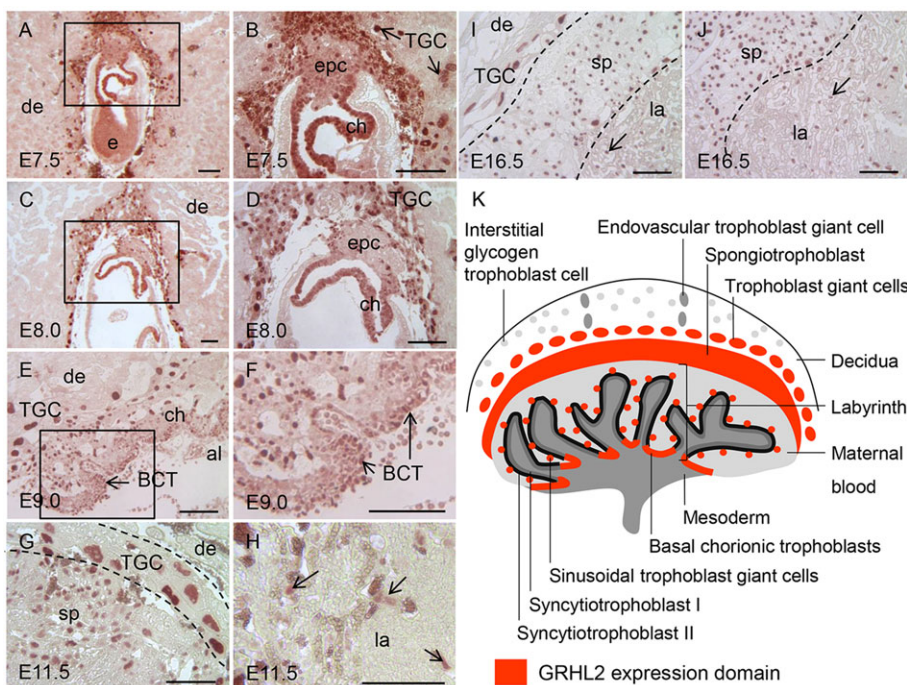 A
de
e
E7.5
B
TGC
epc
ch
E7.5
C
de
E8.0
D
TGC
epc
ch
E8.0
E
de
TGC
ch
al
BCT
E9.0
F
BCT
E9.0
G
de
TGC
sp
E11.5
H
la
E11.5
I
de
TGC
sp
la
E16.5
J
sp
la
E16.5
K
Interstitial
glycogen
trophoblast cell
Endovascular trophoblast giant cell
Spongiotrophoblast
Trophoblast giant cells
Decidua
Labyrinth
Maternal
blood
Mesoderm
Basal chorionic trophoblasts
Sinusoidal trophoblast giant cells
Syncytiotrophoblast I
Syncytiotrophoblast II
GRHL2 expression domain